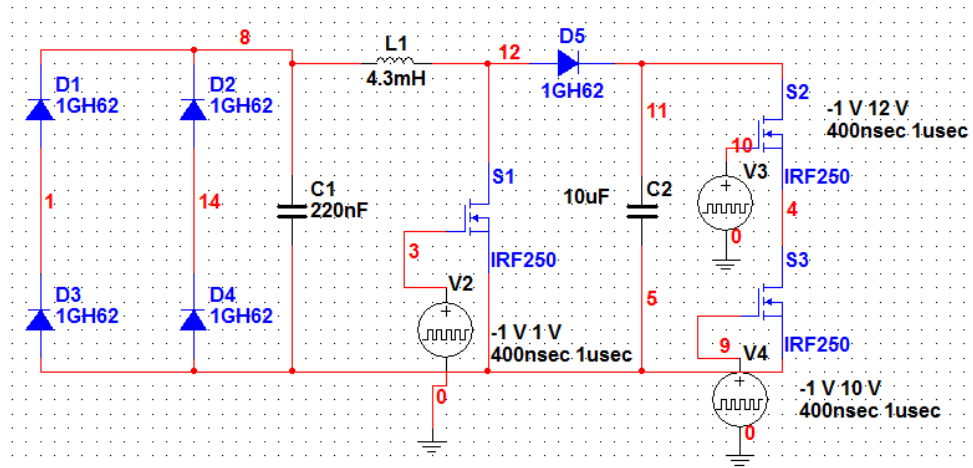 8
L1
4.3mH
12
D5
1GH62
D1
1GH62
D2
1GH62
11
S2
-1 V 12 V
400nsec 1usec
10
V3
IRF250
1
14
C1
220nF
S1
10uF
C2
4
0
3
IRF250
S3
D3
1GH62
D4
1GH62
V2
5
-1 V 1 V
400nsec 1usec
9
V4
IRF250
0
-1 V 10 V
400nsec 1usec
0